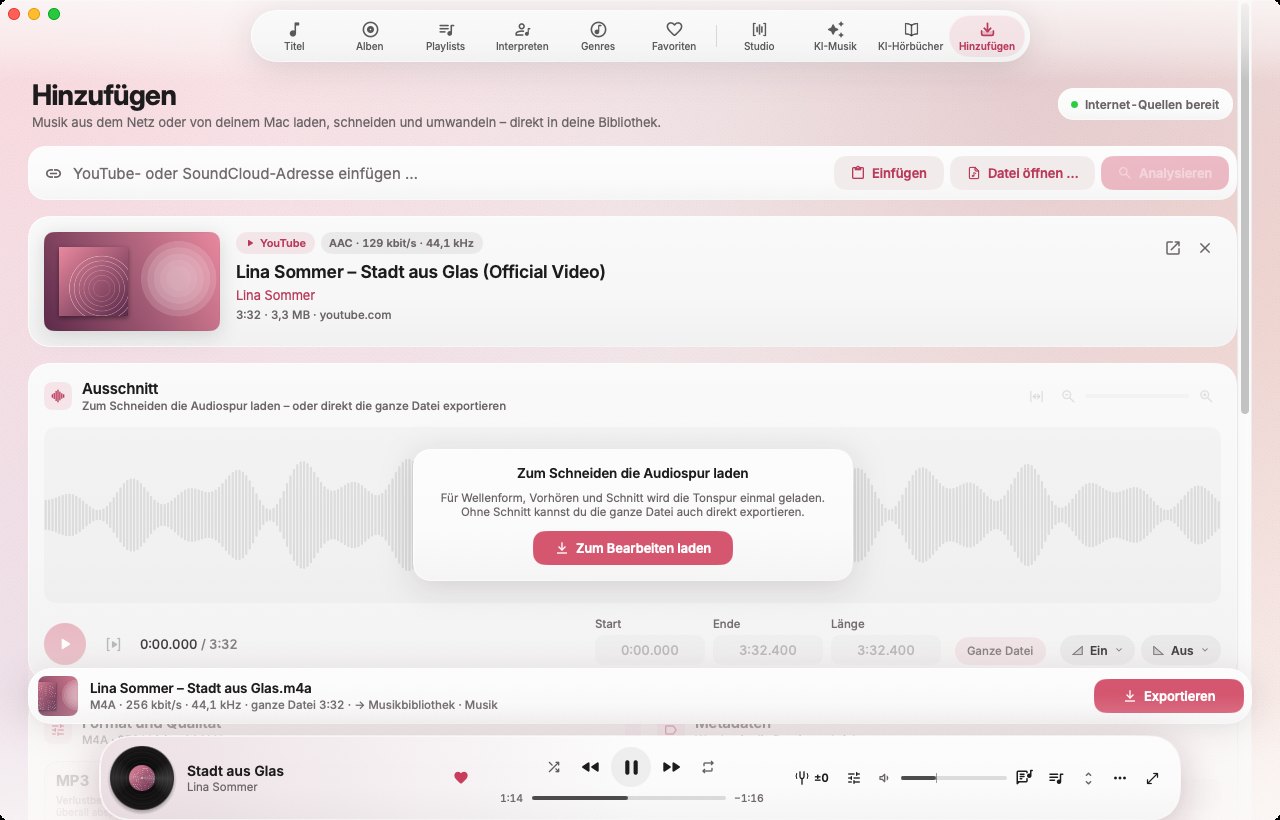 Titel
Alben
Playlists
Interpreten
Genres
Favoriten
Studio
KI-Musik
KI-Hörbücher
Hinzufügen
Hinzufügen
Musik aus dem Netz oder von deinem Mac laden, schneiden und umwandeln – direkt in deine Bibliothek.
Internet-Quellen bereit
YouTube- oder SoundCloud-Adresse einfügen ...
Einfügen
Datei öffnen ...
Analysieren
YouTube
AAC · 129 kbit/s · 44,1 kHz
Lina Sommer – Stadt aus Glas (Official Video)
Lina Sommer
3:32 · 3,3 MB · youtube.com
Ausschnitt
Zum Schneiden die Audiospur laden – oder direkt die ganze Datei exportieren
Zum Schneiden die Audiospur laden
Für Wellenform, Vorhören und Schnitt wird die Tonspur einmal geladen.
Ohne Schnitt kannst du die ganze Datei auch direkt exportieren.
Zum Bearbeiten laden
0:00.000 / 3:32
Start
Ende
Länge
0:00.000
3:32.400
3:32.400
Ganze Datei
Ein
Aus
Lina Sommer – Stadt aus Glas.m4a
M4A · 256 kbit/s · 44,1 kHz · ganze Datei 3:32 · → Musikbibliothek · Musik
Exportieren
Format und Qualität
Metadaten
M4A
MP3
Stadt aus Glas
Lina Sommer
1:14
−1:16
±0